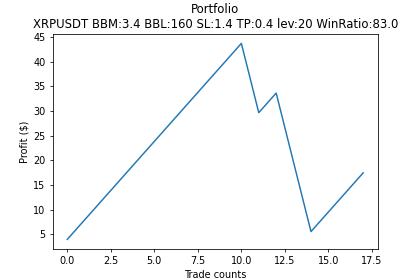 Portfolio
XRPUSDT BBM:3.4 BBL:160 SL:1.4 TP:0.4 lev:20 WinRatio:83.0
45
40
35
30
25
20
15
10
5
Profit ($)
0.0 2.5 5.0 7.5 10.0 12.5 15.0 17.5
Trade counts